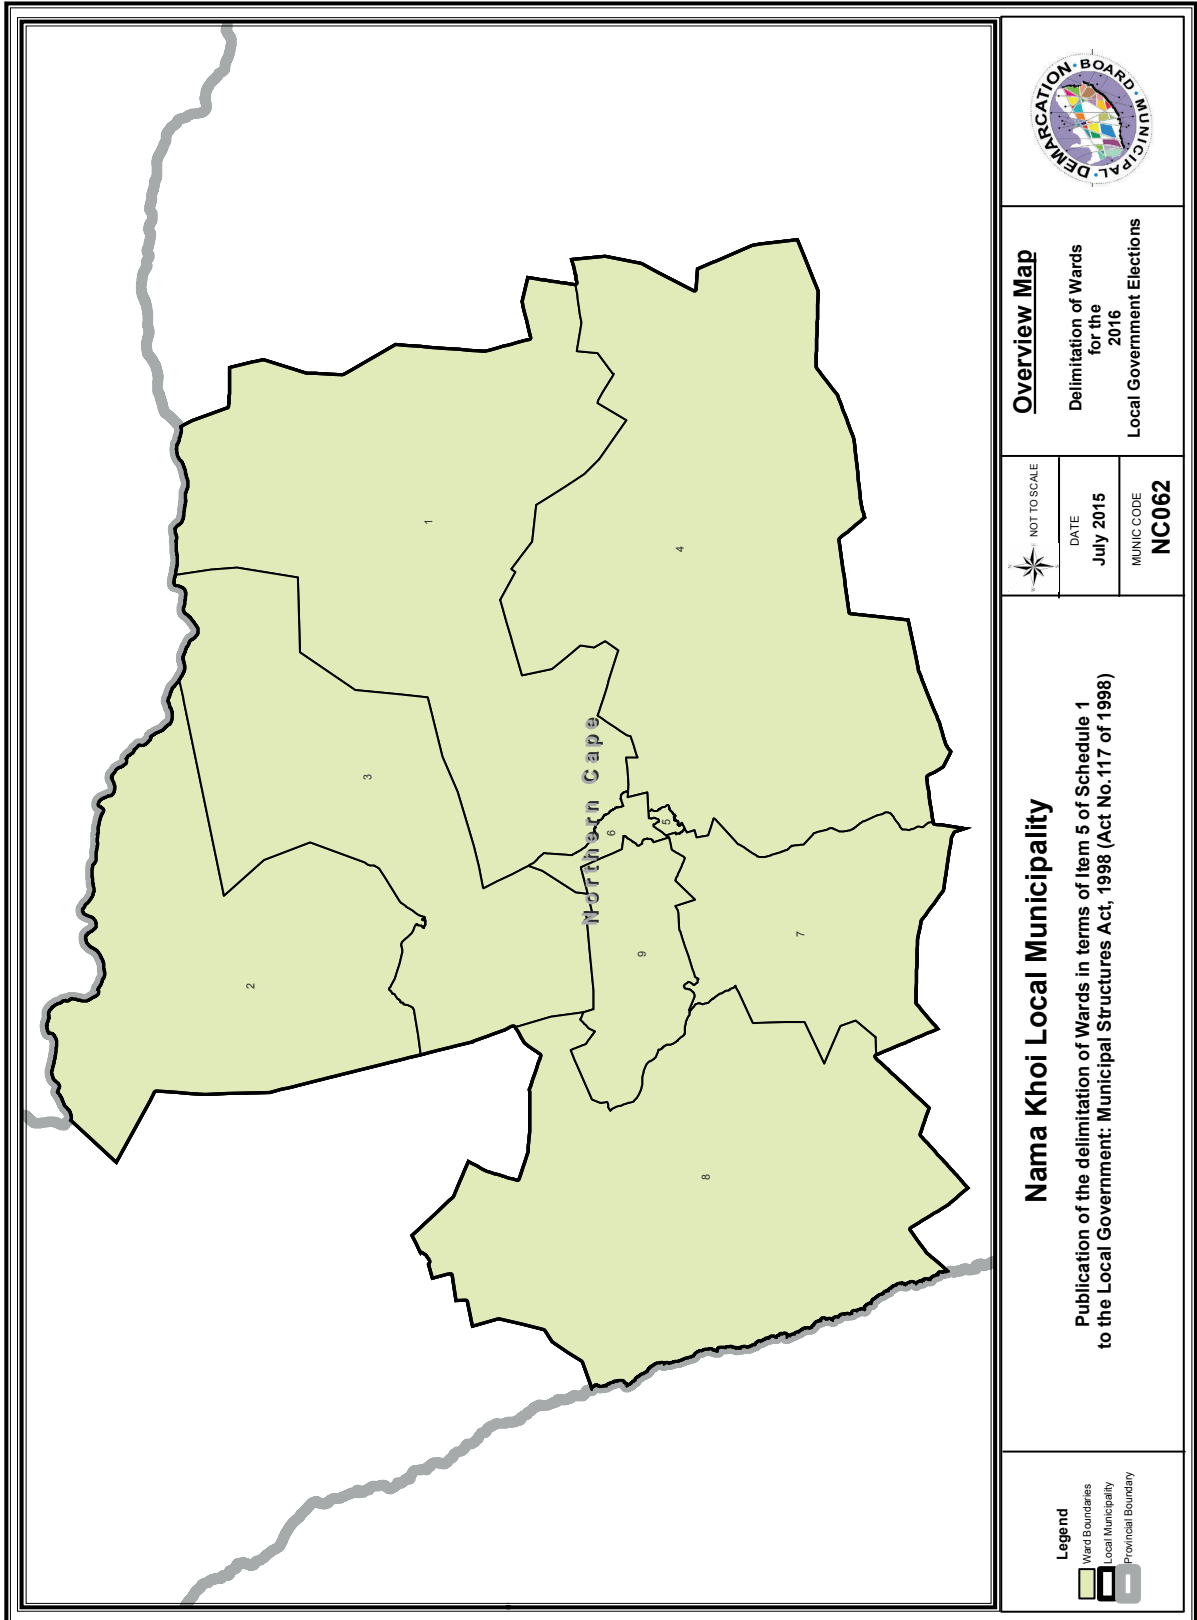 1
2
3
4
5
6
7
8
9
Northern Cape
Legend
Ward Boundaries
Local Municipality
Provincial Boundary
Nama Khoi Local Municipality
Publication of the delimitation of Wards in terms of Item 5 of Schedule 1
to the Local Government: Municipal Structures Act, 1998 (Act No.117 of 1998)
NOT TO SCALE
DATE
July 2015
MUNIC CODE
NC062
Overview Map
Delimitation of Wards
for the
2016
Local Government Elections
MUNICIPAL · DEMARCATION · BOARD ·